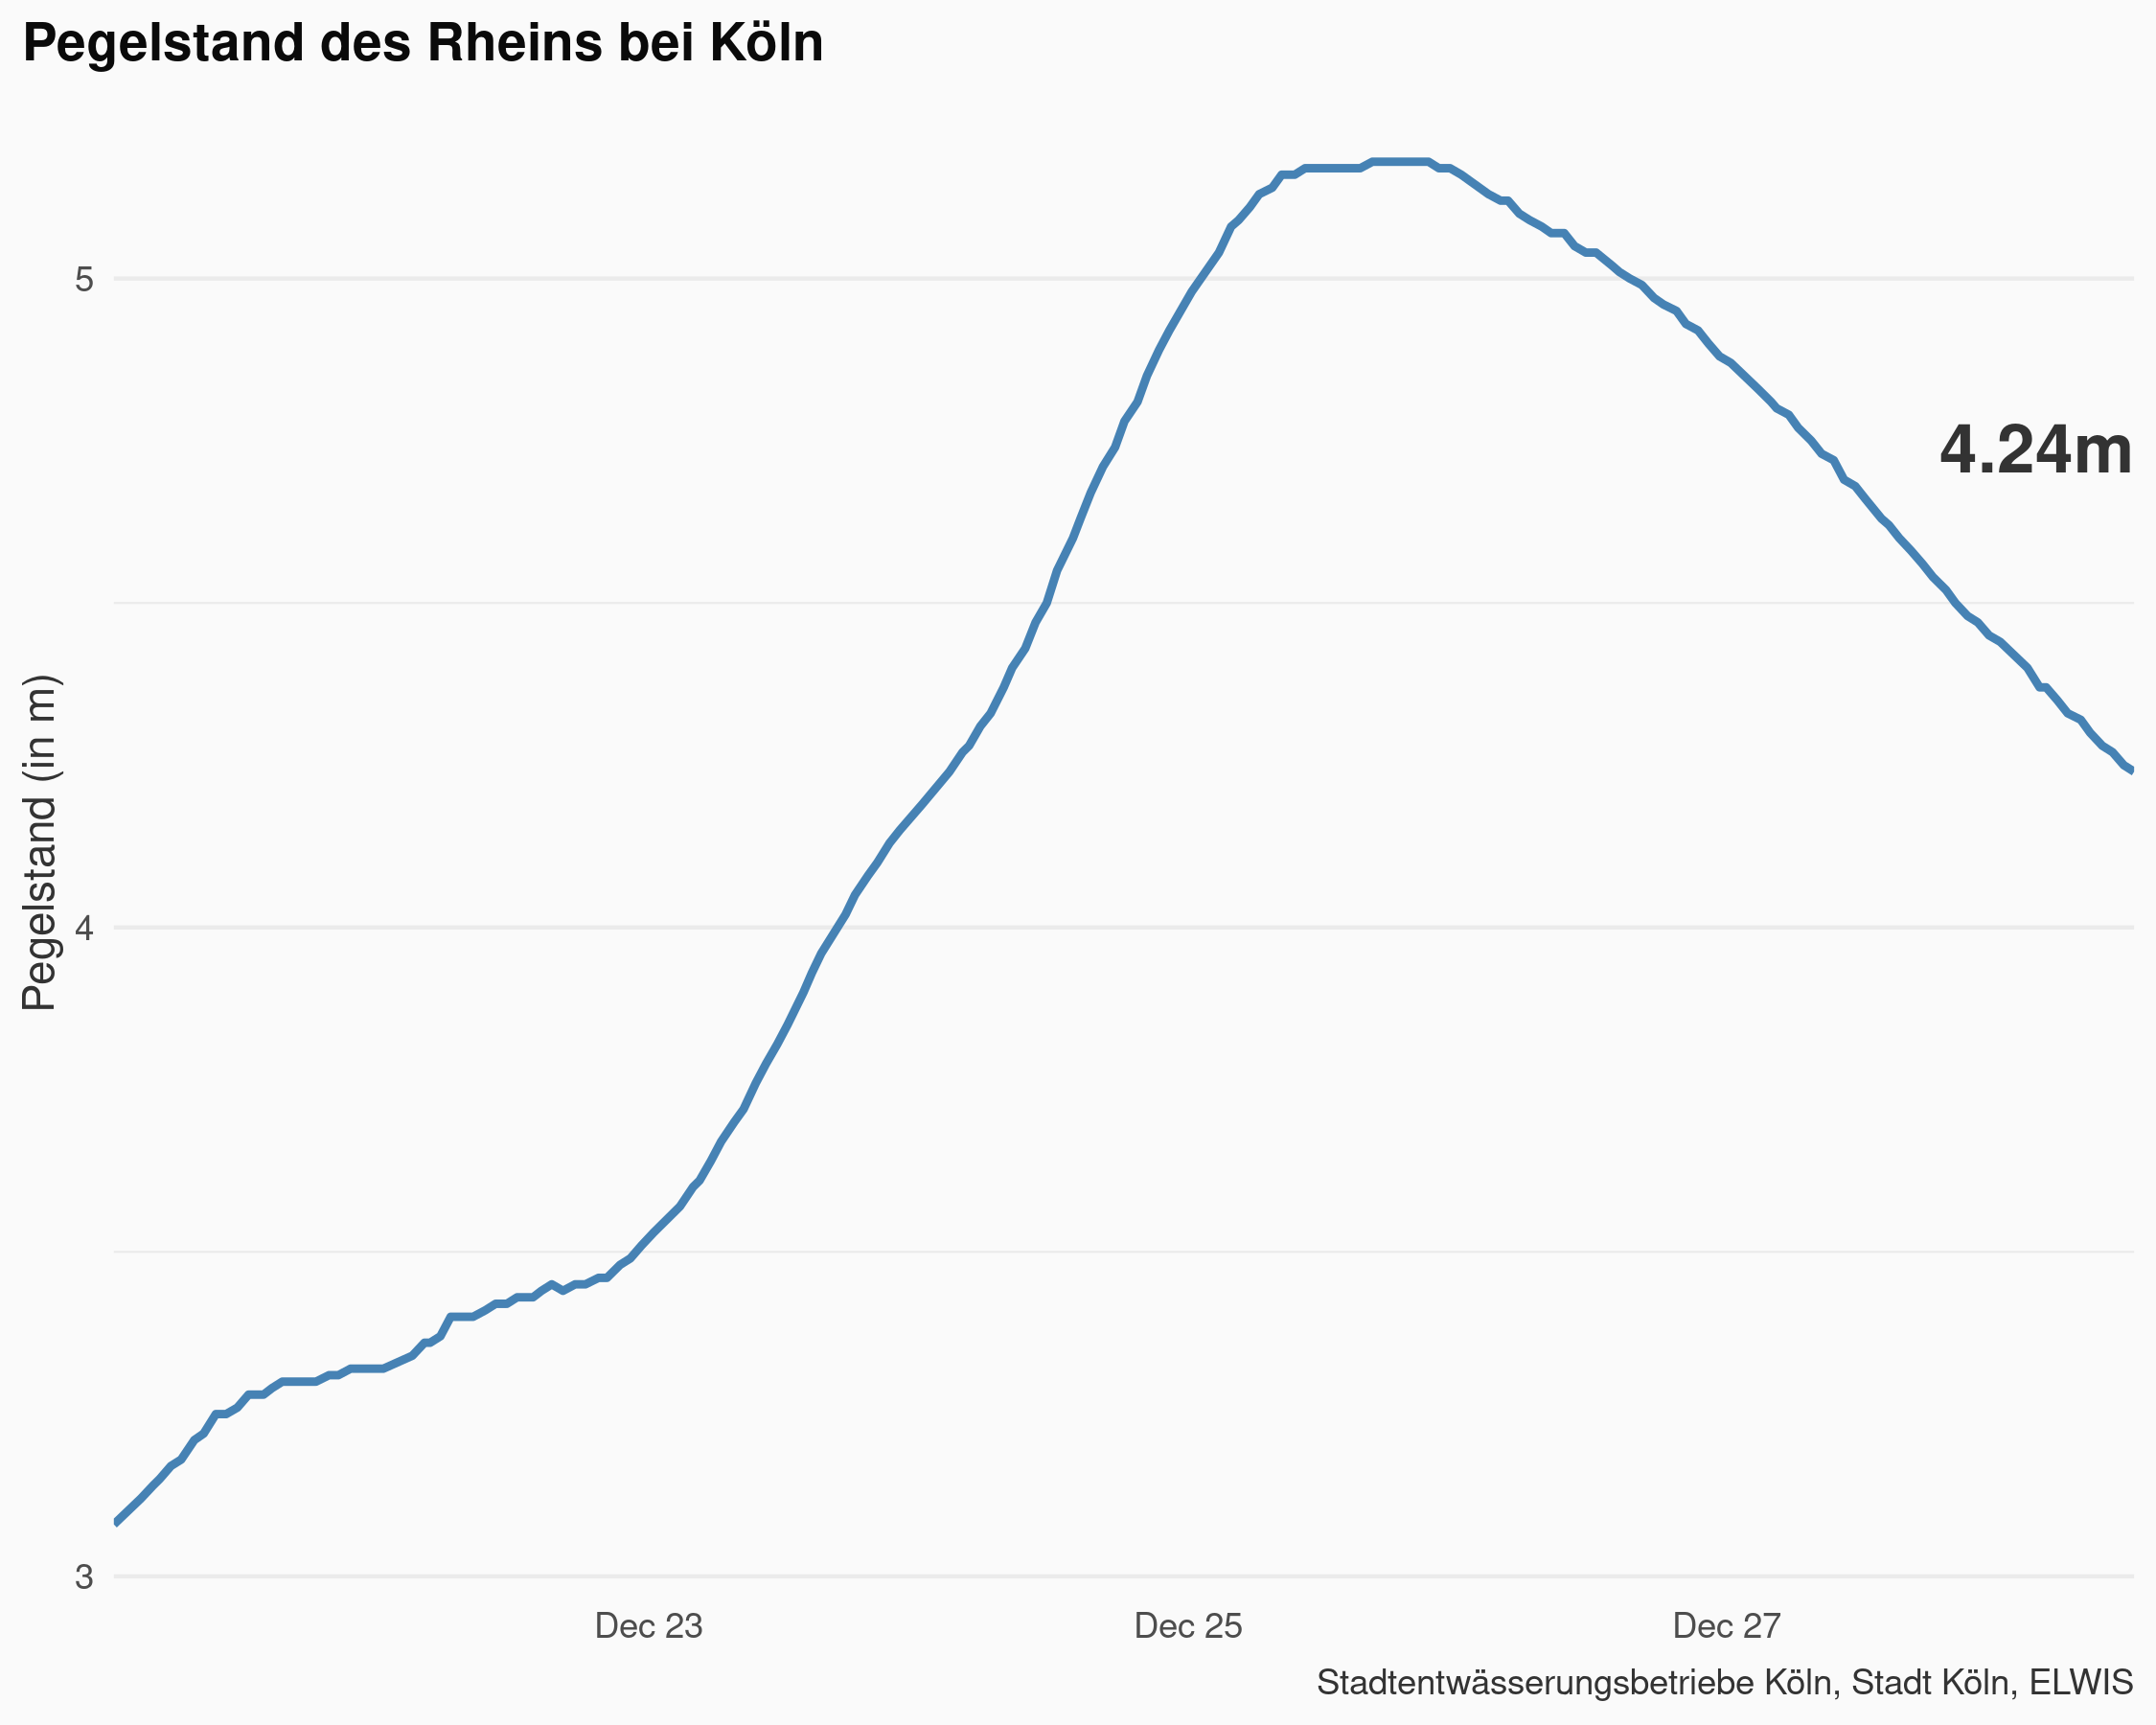 Pegelstand des Rheins bei Köln
Pegelstand (in m)
5
4
3
4.24m
Dec 23
Dec 25
Dec 27
Stadtentwässerungsbetriebe Köln, Stadt Köln, ELWIS